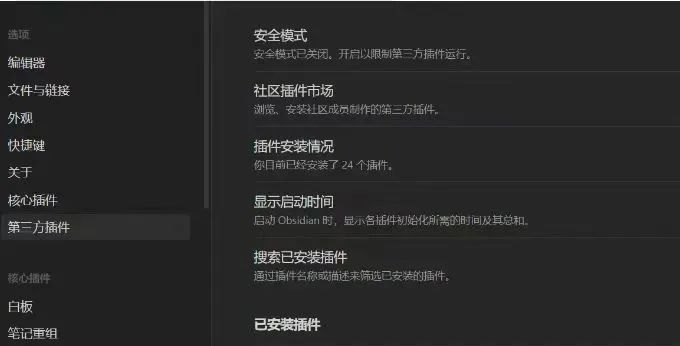 选项
编辑器
文件与链接
外观
快捷键
关于
核心插件
第三方插件
核心插件
白板
笔记重组
安全模式
安全模式已关闭。开启以限制第三方插件运行。
社区插件市场
浏览、安装社区成员制作的第三方插件。
插件安装情况
你目前已经安装了 24 个插件。
显示启动时间
启动 Obsidian 时，显示各插件初始化所需的时间及其总和。
搜索已安装插件
通过插件名称或描述来筛选已安装的插件。
已安装插件